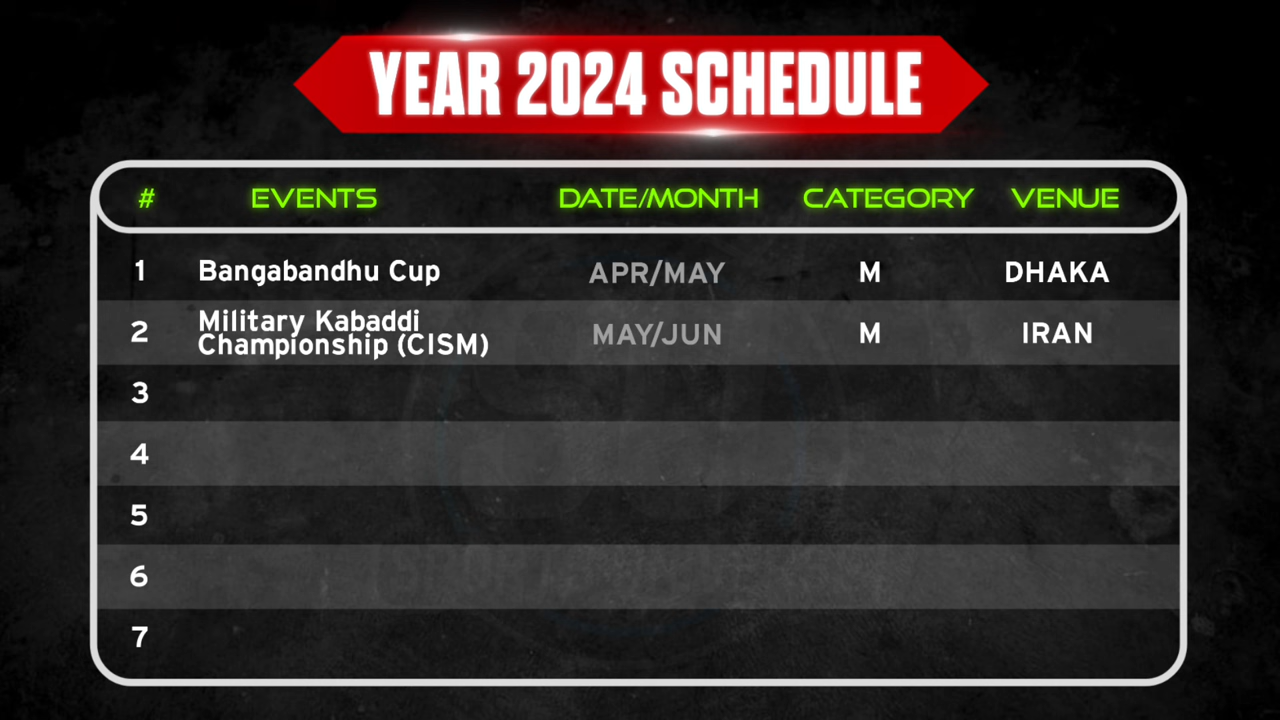 YEAR 2024 SCHEDULE
# EVENTS DATE/MONTH CATEGORY VENUE
1 Bangabandhu Cup APR/MAY M DHAKA
2 Military Kabaddi
Championship (CISM) MAY/JUN M IRAN
3
4
5
6
7